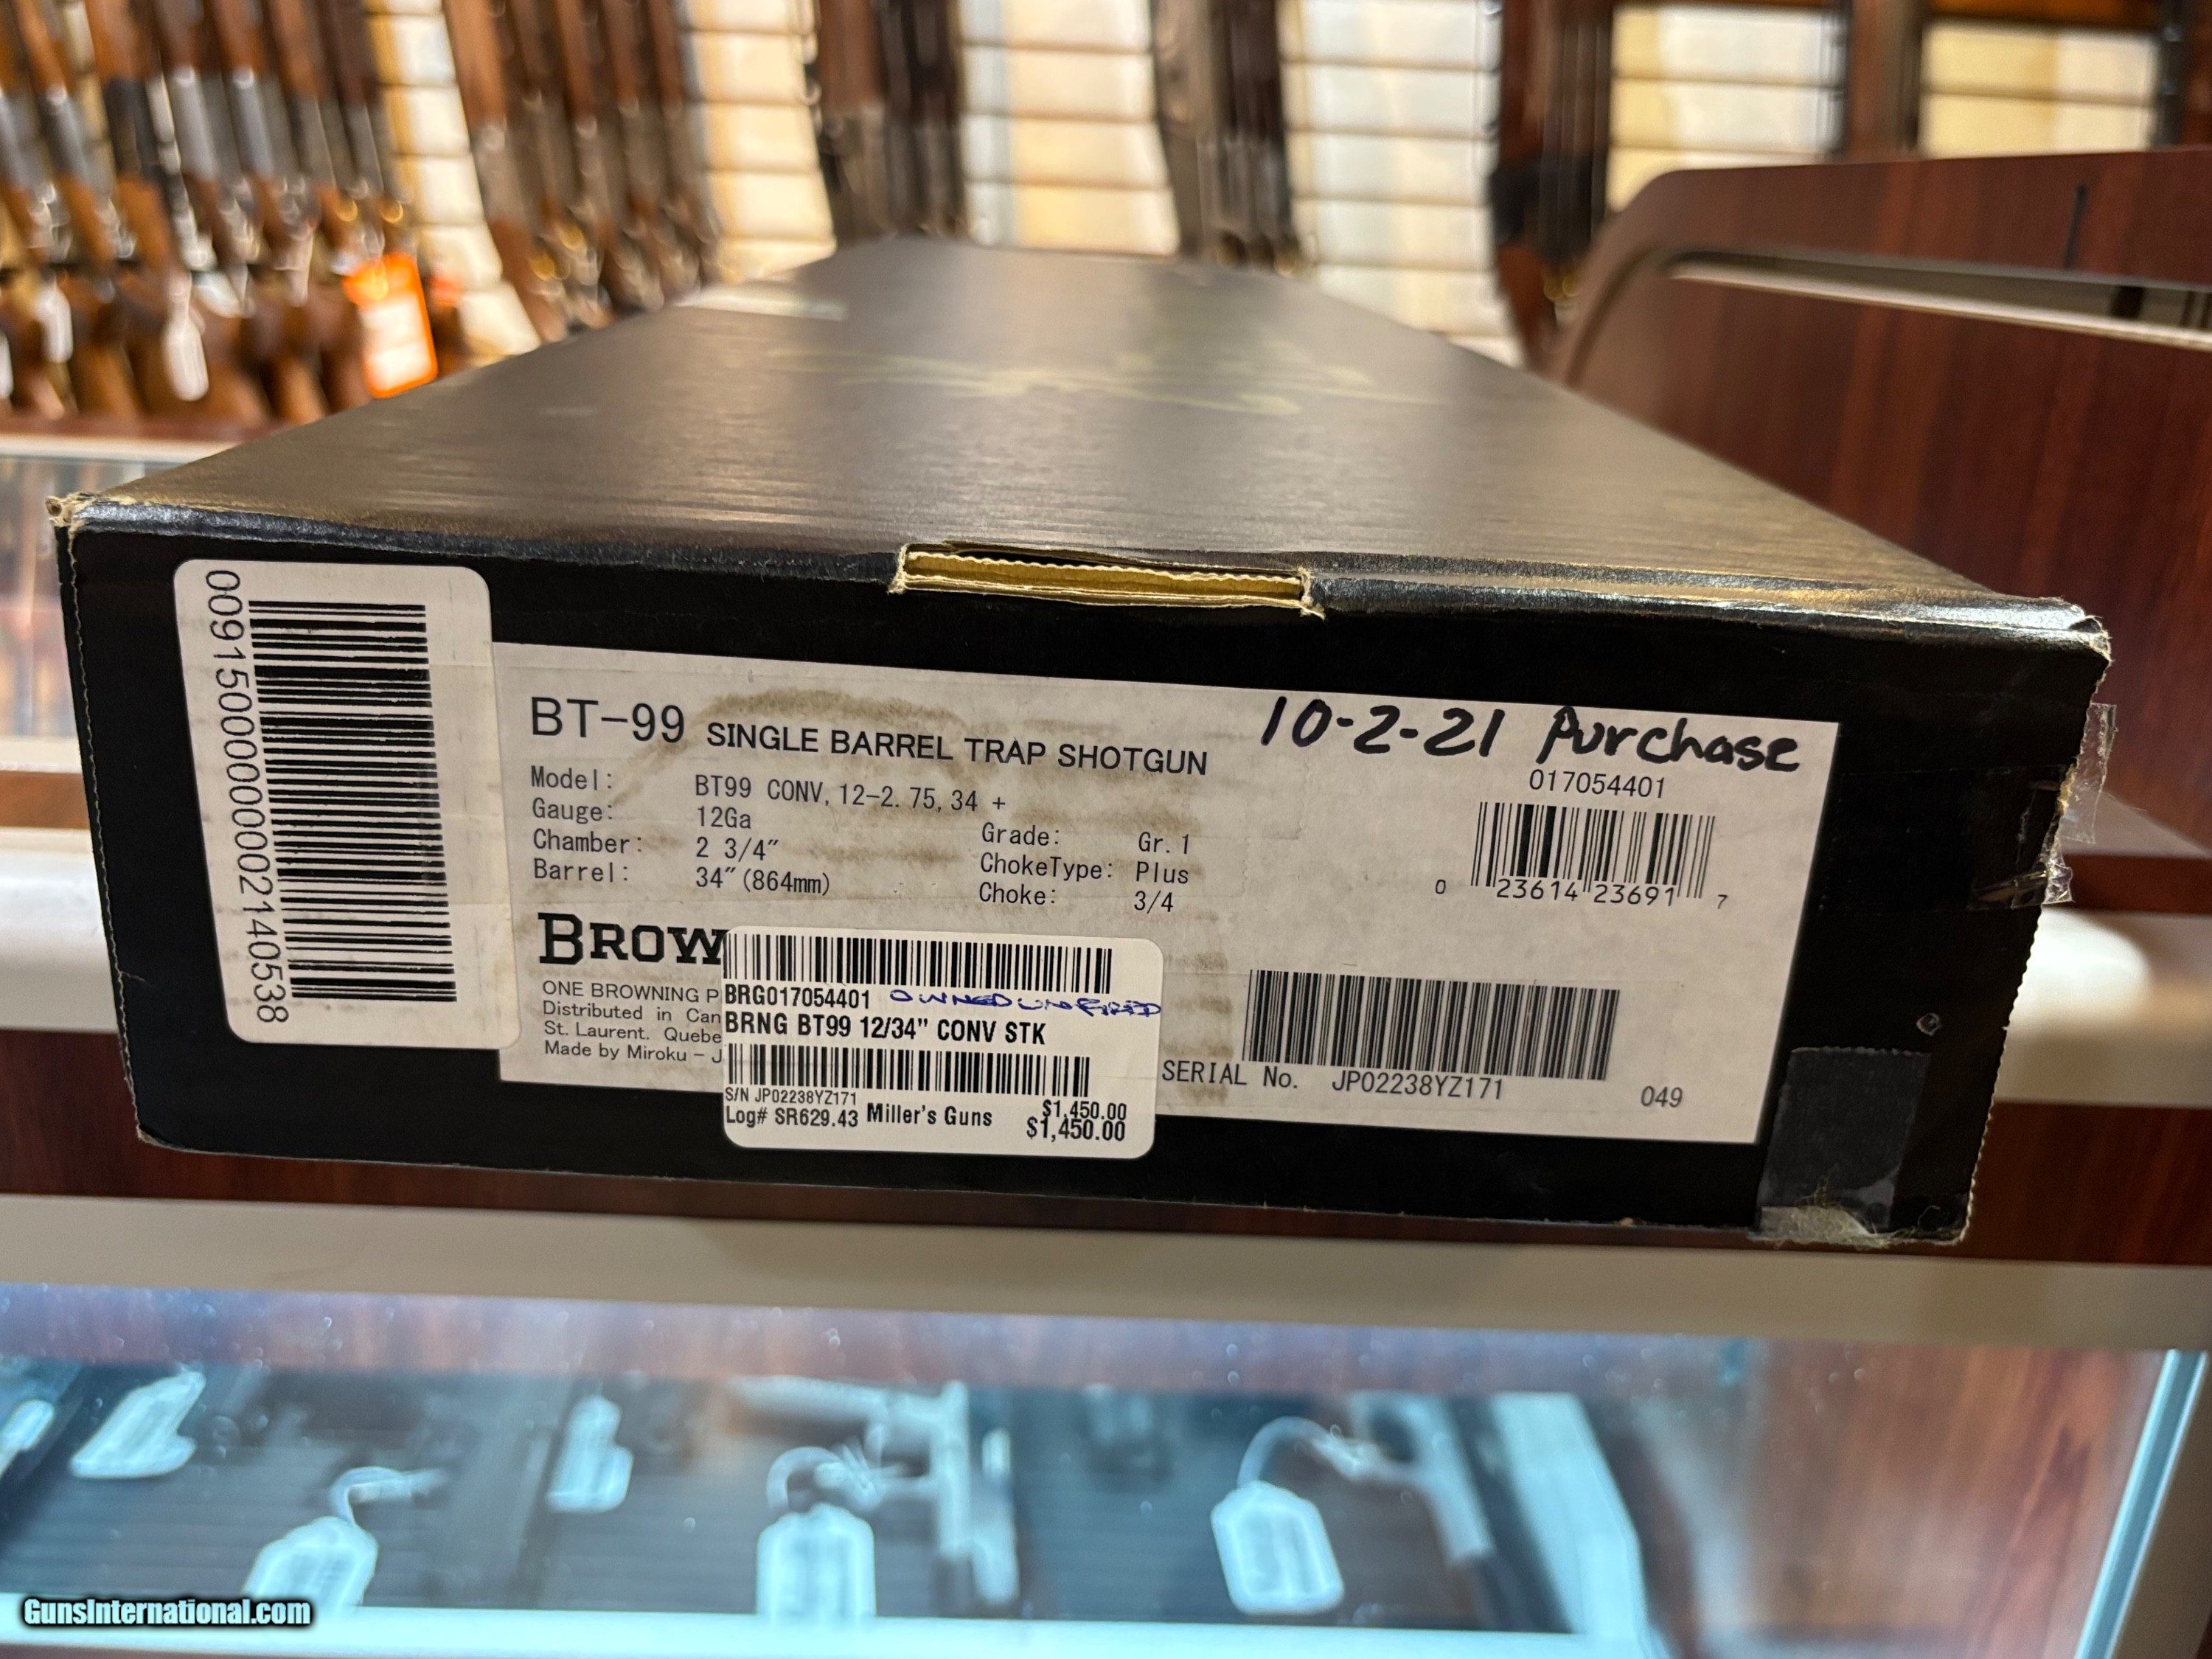 00915000000000002140538
BT-99 SINGLE BARREL TRAP SHOTGUN
10-2-21 Purchase
Model: BT99 CONV, 12-2.75, 34 +
Gauge: 12Ga
Chamber: 2 3/4"
Barrel: 34" (864mm)
Grade: Gr. 1
ChokeType: Plus
Choke: 3/4
017054401
0 23614 23691 7
BROW
ONE BROWNING P
Distributed in Can
St. Laurent. Quebe
Made by Miroku - J
BRG017054401 OWNED UNFIRED
BRNG BT99 12/34" CONV STK
S/N JP02238YZ171
$1,450.00
Log# SR629.43 Miller's Guns $1,450.00
SERIAL No. JP02238YZ171
049
GunsInternational.com